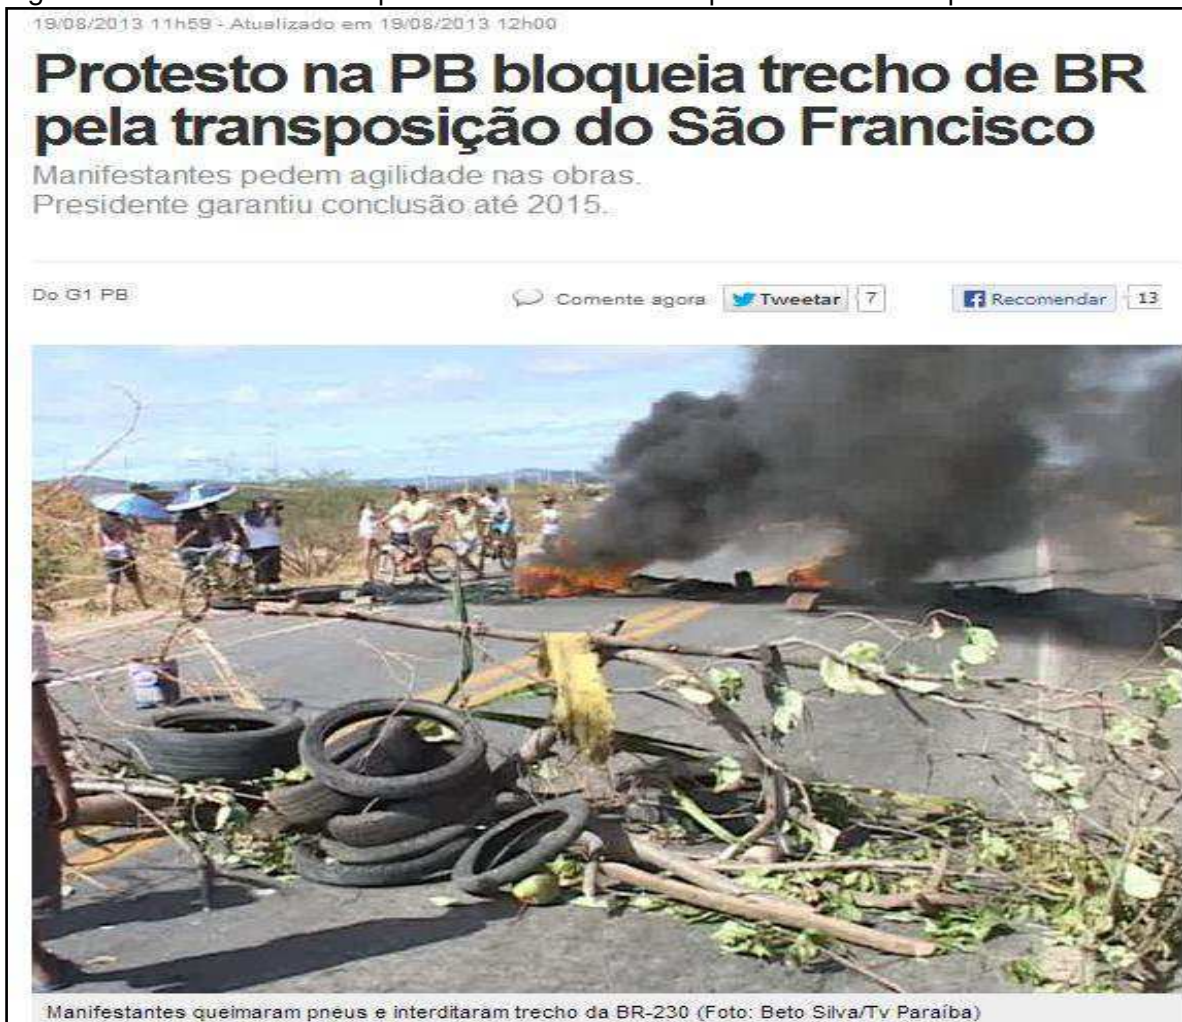 19/08/2013 11h59 - Atualizado em 19/08/2013 12h00
Protesto na PB bloqueia trecho de BR
pela transposição do São Francisco
Manifestantes pedem agilidade nas obras.
Presidente garantiu conclusão até 2015.
Do G1 PB
Comente agora Tweetar 7 Recomendar 13
Manifestantes queimaram pneus e interditaram trecho da BR-230 (Foto: Beto Silva/Tv Paraíba)